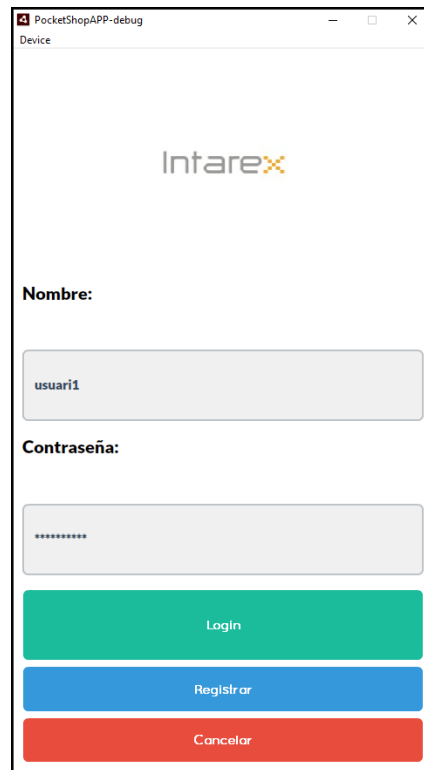 PocketShopAPP-debug
Device
Intarex
Nombre:
usuari1
Contraseña:
**********
Login
Registrar
Cancelar